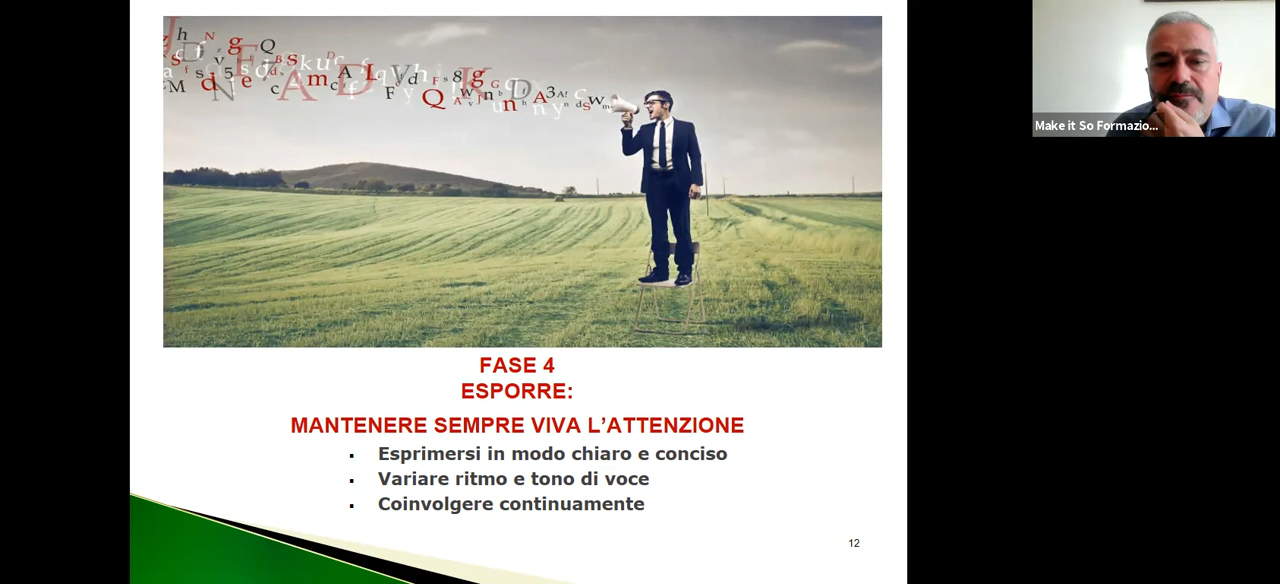 Make it So Formazio...
FASE 4
ESPORRE:
MANTENERE SEMPRE VIVA L’ATTENZIONE
▪ Esprimersi in modo chiaro e conciso
▪ Variare ritmo e tono di voce
▪ Coinvolgere continuamente
12